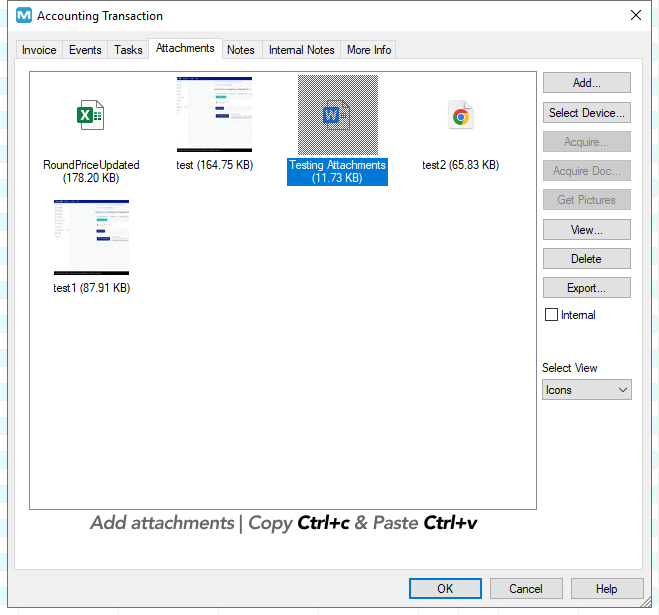 Accounting Transaction
Invoice Events Tasks Attachments Notes Internal Notes More Info
RoundPriceUpdated
(178.20 KB)
test (164.75 KB)
Testing Attachments
(11.73 KB)
test2 (65.83 KB)
test1 (87.91 KB)
Add...
Select Device...
Acquire...
Acquire Doc...
Get Pictures
View...
Delete
Export...
Internal
Select View
Icons
Add attachments | Copy Ctrl+c & Paste Ctrl+v
OK Cancel Help